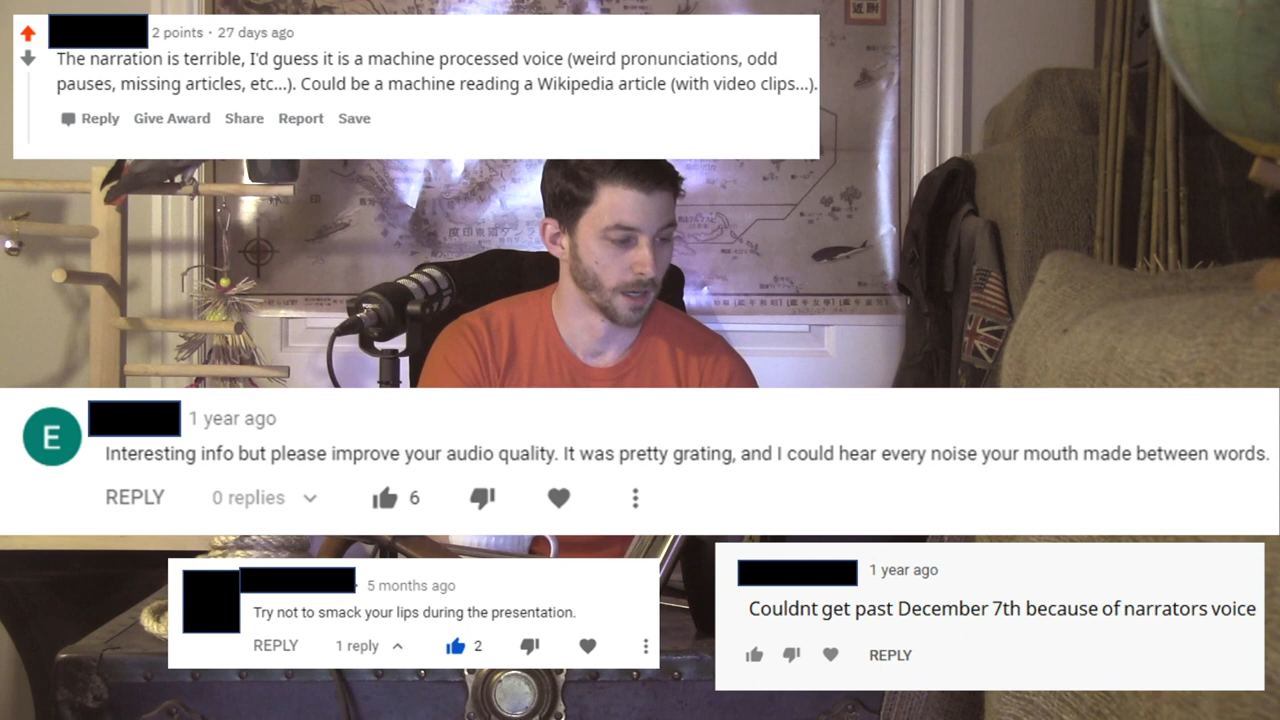 2 points · 27 days ago
The narration is terrible, I'd guess it is a machine processed voice (weird pronunciations, odd
pauses, missing articles, etc...). Could be a machine reading a Wikipedia article (with video clips...).
Reply Give Award Share Report Save
E
1 year ago
Interesting info but please improve your audio quality. It was pretty grating, and I could hear every noise your mouth made between words.
REPLY 0 replies 6
5 months ago
Try not to smack your lips during the presentation.
REPLY 1 reply 2
1 year ago
Couldnt get past December 7th because of narrators voice
REPLY